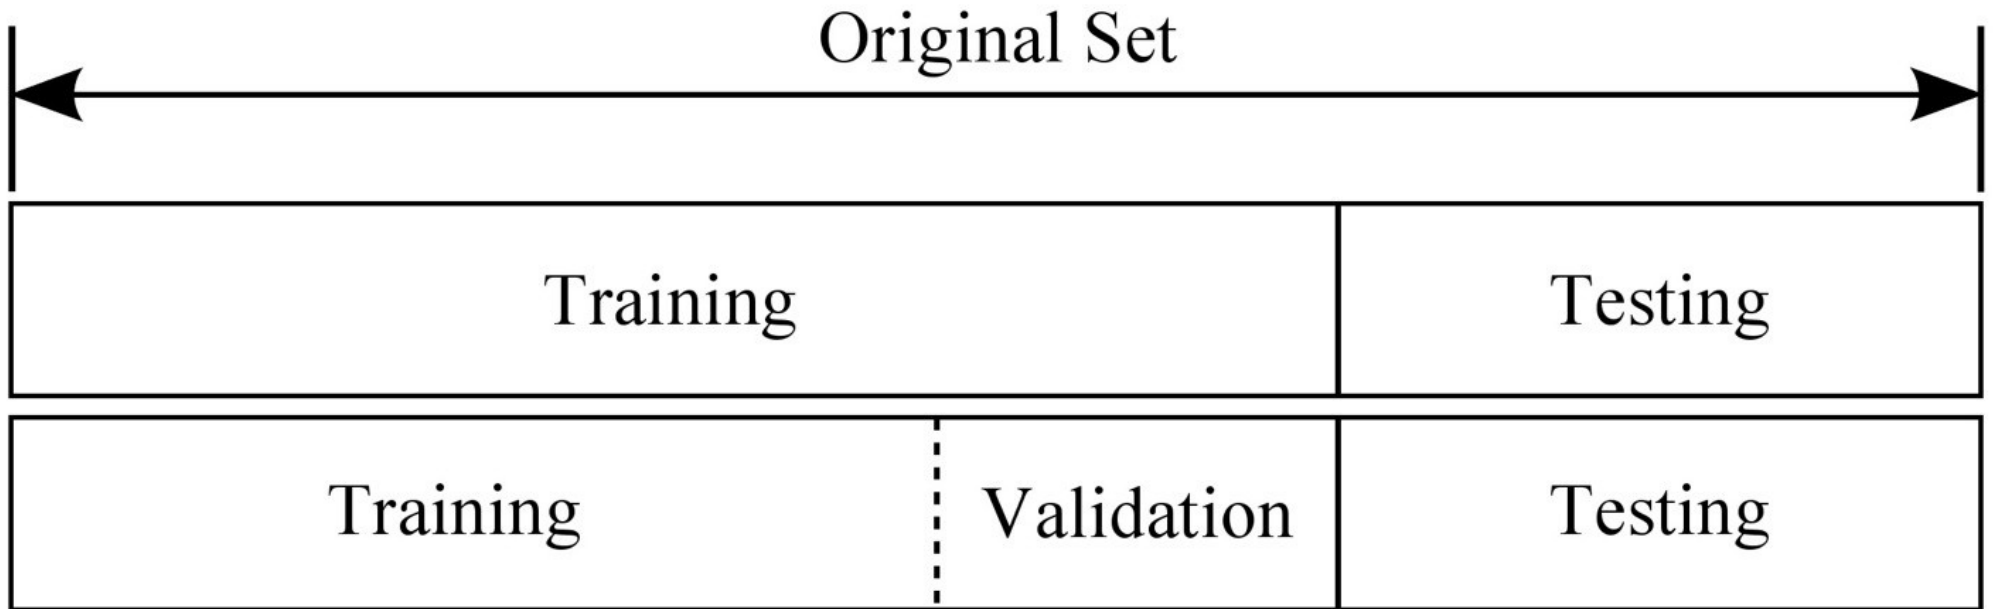 Original Set
Training Testing
Training Validation Testing